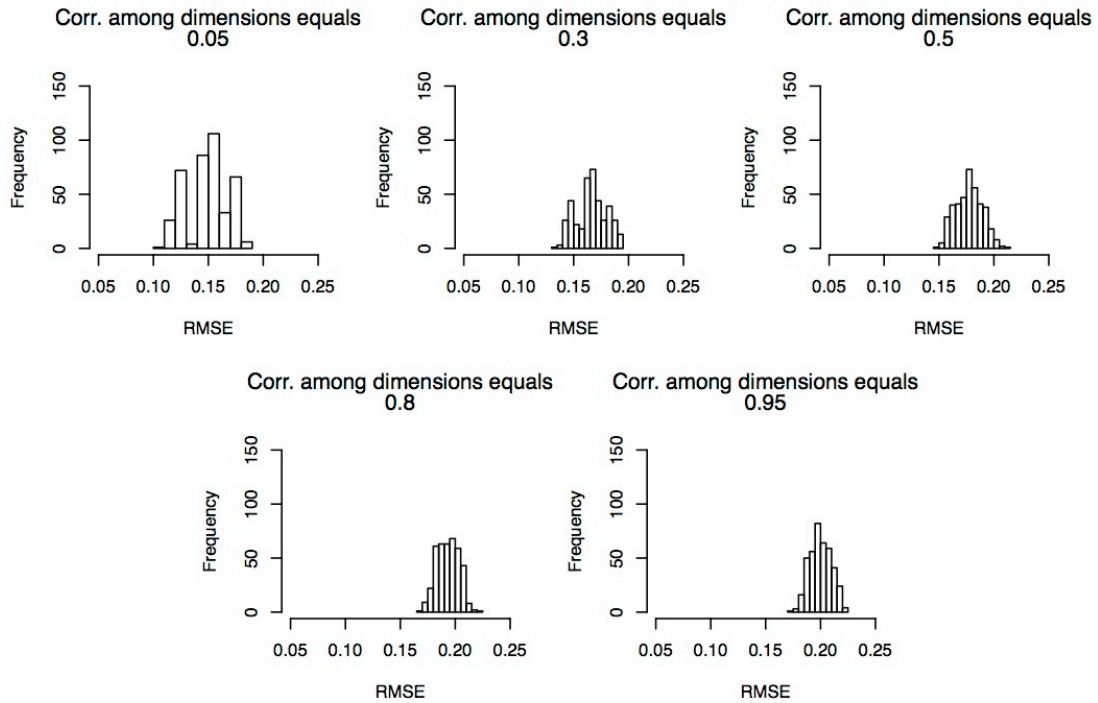 Corr. among dimensions equals
0.05
Frequency
0 50 100 150
0.05 0.10 0.15 0.20 0.25
RMSE
Corr. among dimensions equals
0.3
Frequency
0 50 100 150
0.05 0.10 0.15 0.20 0.25
RMSE
Corr. among dimensions equals
0.5
Frequency
0 50 100 150
0.05 0.10 0.15 0.20 0.25
RMSE
Corr. among dimensions equals
0.8
Frequency
0 50 100 150
0.05 0.10 0.15 0.20 0.25
RMSE
Corr. among dimensions equals
0.95
Frequency
0 50 100 150
0.05 0.10 0.15 0.20 0.25
RMSE